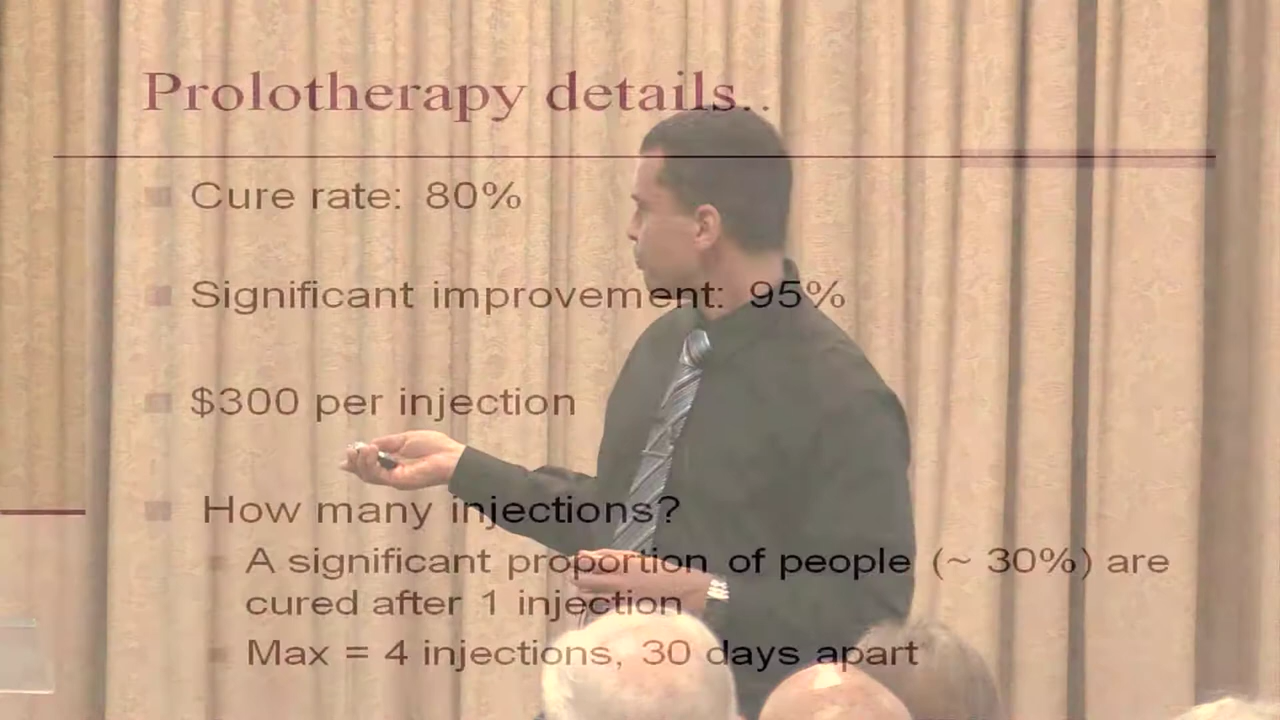 Prolotherapy details..
Cure rate: 80%
Significant improvement: 95%
$300 per injection
How many injections?
A significant proportion of people (~ 30%) are
cured after 1 injection
Max = 4 injections, 30 days apart